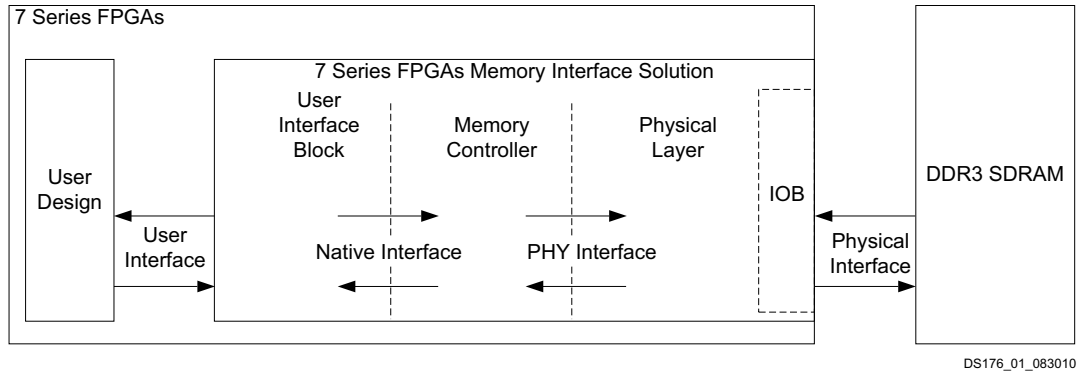 7 Series FPGAs
7 Series FPGAs Memory Interface Solution
User
Design
User
Interface
User
Interface
Block
Memory
Controller
Physical
Layer
Native Interface
PHY Interface
IOB
Physical
Interface
DDR3 SDRAM
DS176_01_083010